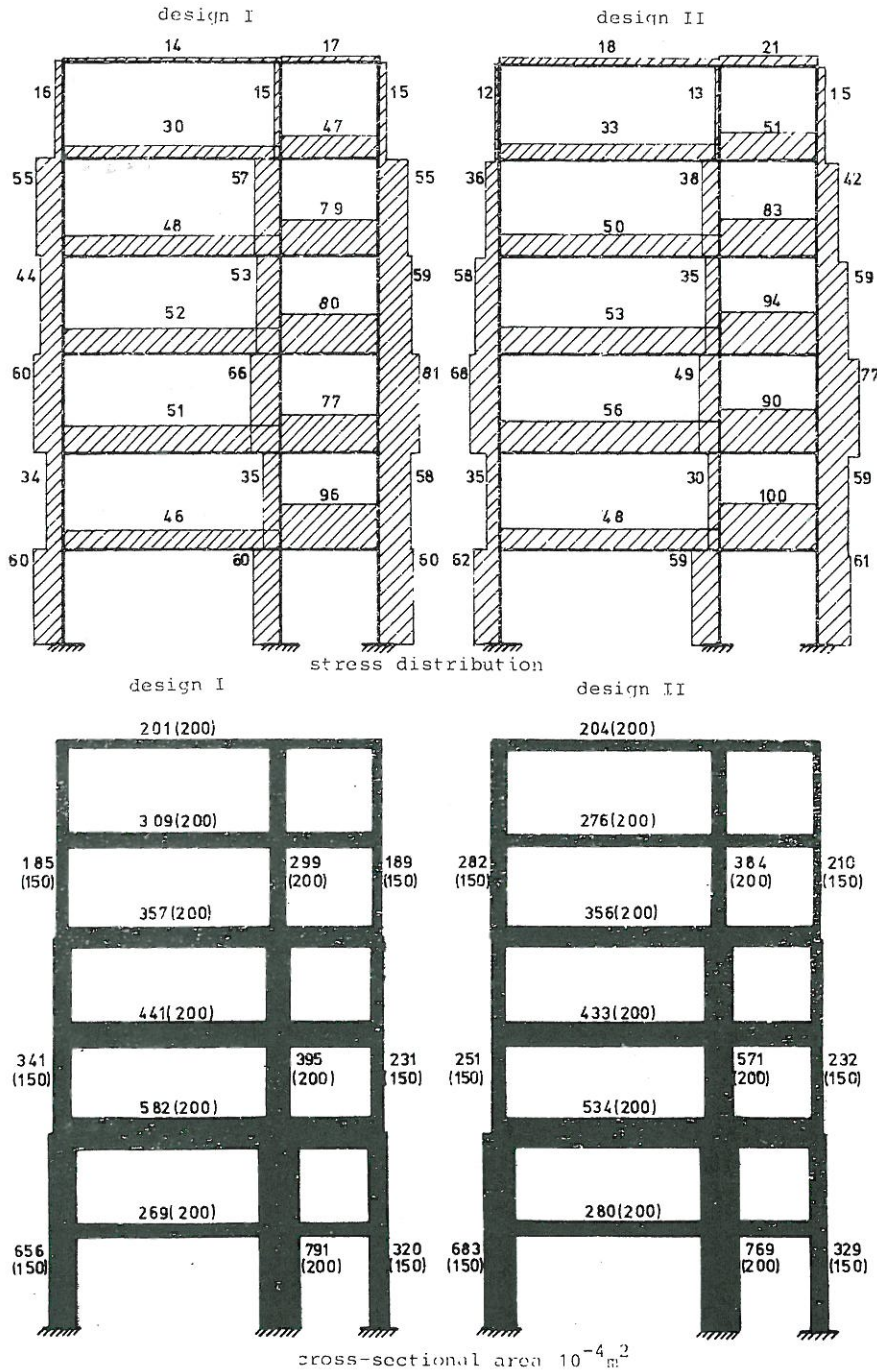 design I design II
14 17 18 21
16 15 15 12 13 15
30 47 33 51
55 57 55 36 38 42
79 83
48 50
44 53 59 58 35 59
80 94
52 53
60 66 81 68 49 77
51 77 56 90
34 35 58 35 30 59
96 100
46 48
60 60 62 59 61
stress distribution
design I design II
201(200) 204(200)
309(200) 276(200)
185 299 189 282 384 210
(150) (200) (150) (150) (200) (150)
357(200) 356(200)
441(200) 433(200)
341 395 231 251 571 232
(150) (200) (150) (150) (200) (150)
582(200) 534(200)
269(200) 280(200)
656 791 320 683 769 329
(150) (200) (150) (150) (200) (150)
cross-sectional area 10⁻⁴m²